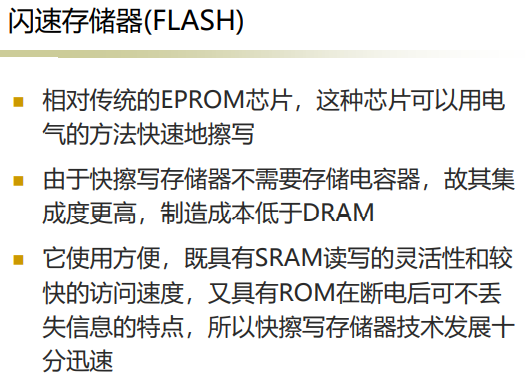 闪速存储器(FLASH)
相对传统的EPROM芯片，这种芯片可以用电
气的方法快速地擦写
由于快擦写存储器不需要存储电容器，故其集
成度更高，制造成本低于DRAM
它使用方便，既具有SRAM读写的灵活性和较
快的访问速度，又具有ROM在断电后可不丢
失信息的特点，所以快擦写存储器技术发展十
分迅速